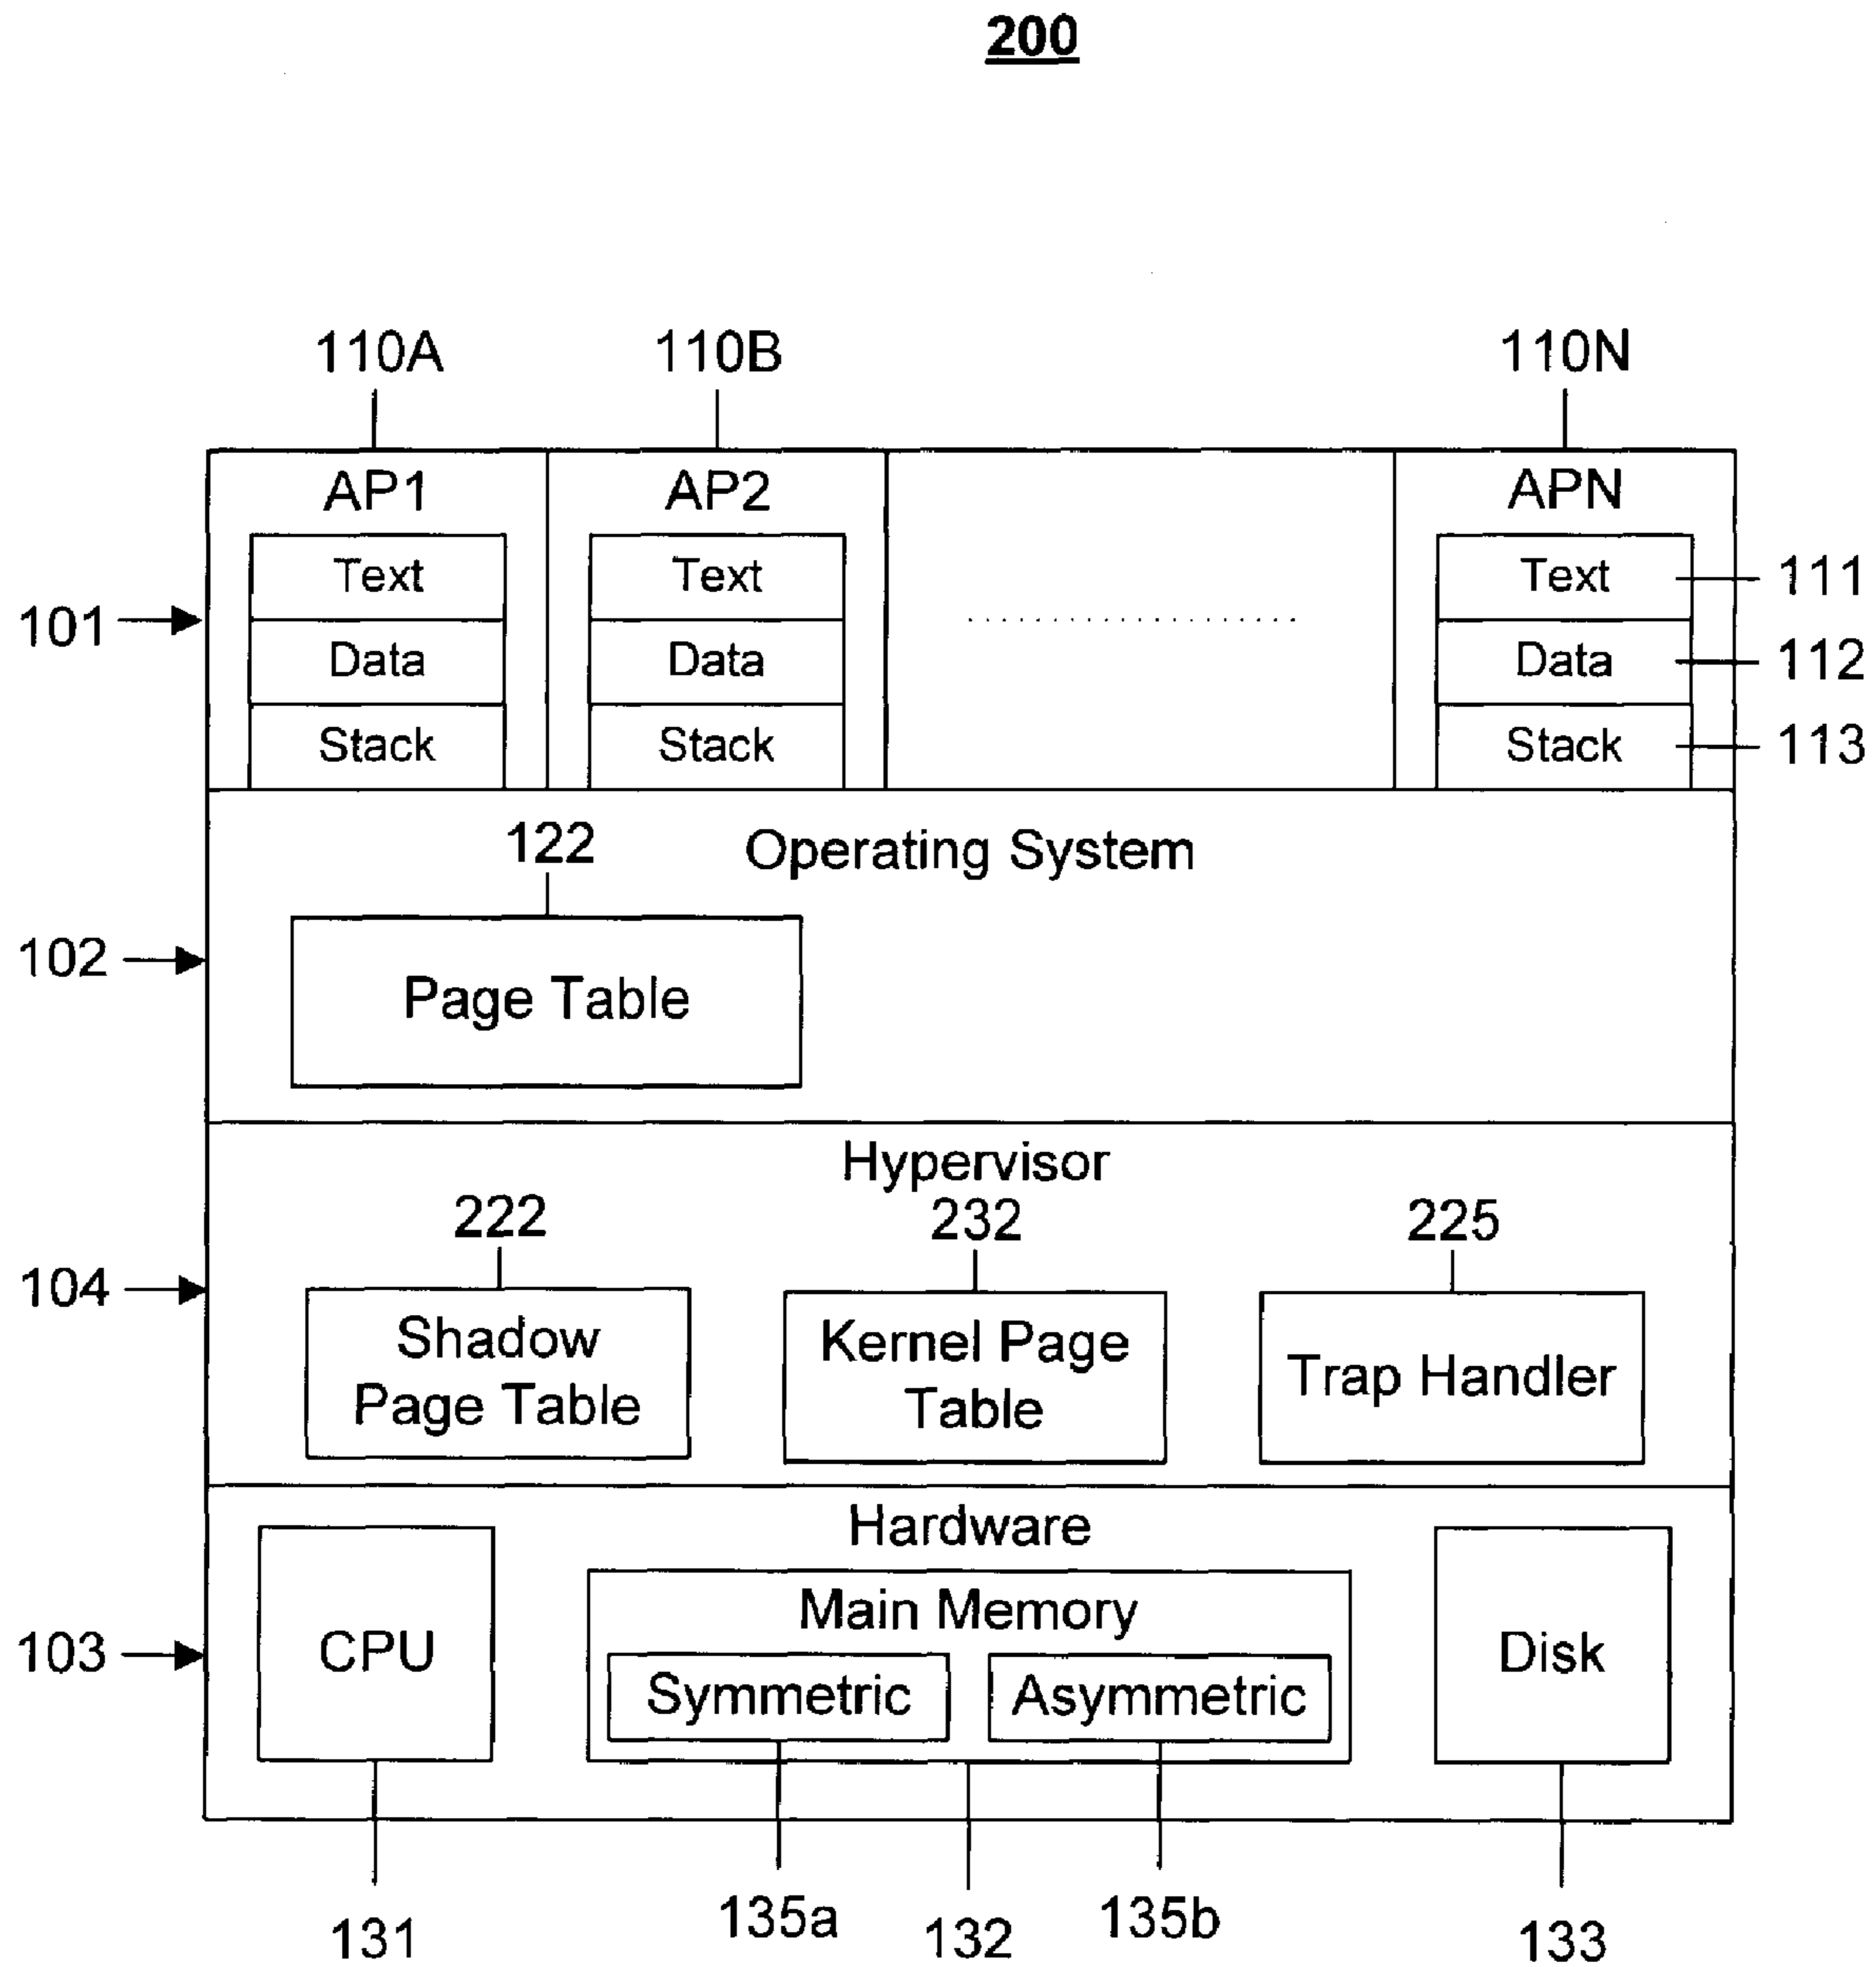 200
110A 110B 110N
AP1 AP2 APN
Text Text Text 111
101
Data Data Data 112
Stack Stack Stack 113
122 Operating System
102
Page Table
Hypervisor
222 232 225
104
Shadow Page Table
Kernel Page Table
Trap Handler
Hardware
Main Memory
103
CPU
Symmetric Asymmetric
Disk
131 135a 132 135b 133